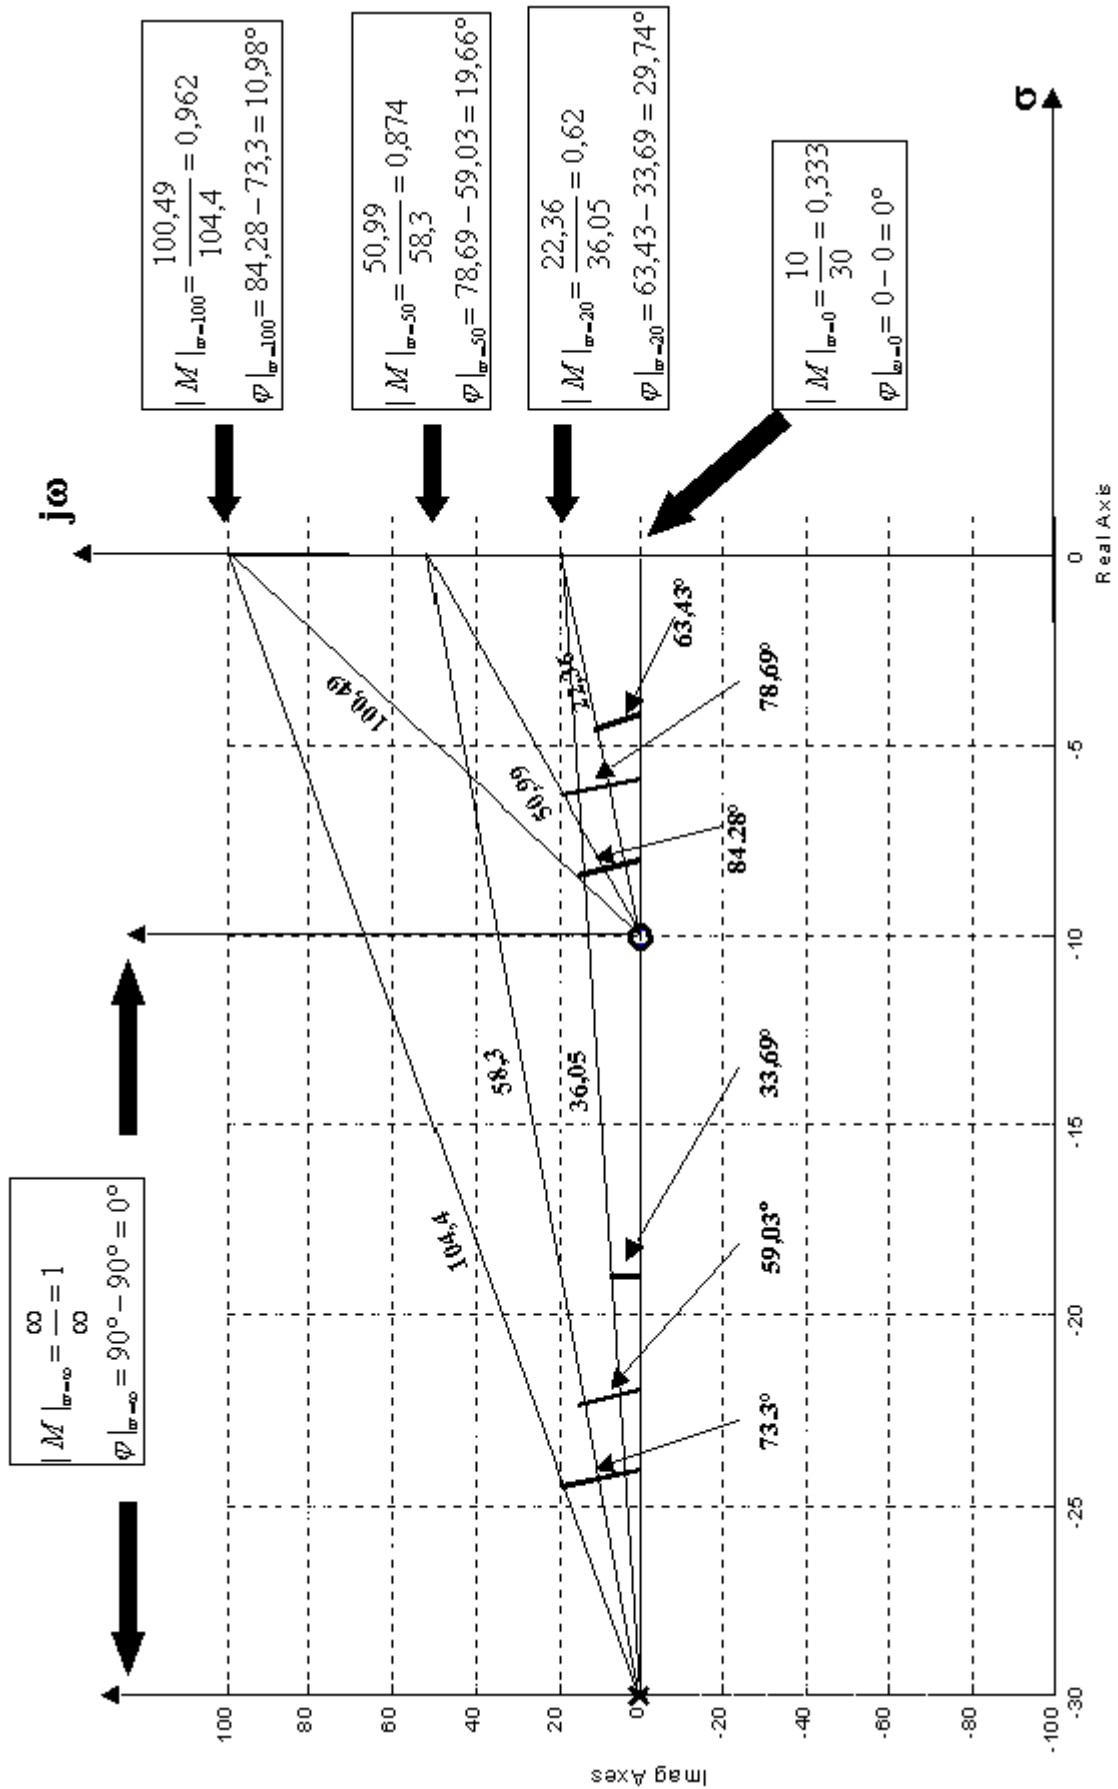 |M|ω=∞ = ∞/∞ = 1
φ|ω=∞ = 90° − 90° = 0°
jω
|M|ω=100 = 100,49/104,4 = 0,962
φ|ω=100 = 84,28 − 73,3 = 10,98°
|M|ω=50 = 50,99/58,3 = 0,874
φ|ω=50 = 78,69 − 59,03 = 19,66°
|M|ω=20 = 22,36/36,05 = 0,62
φ|ω=20 = 63,43 − 33,69 = 29,74°
|M|ω=0 = 10/30 = 0,333
φ|ω=0 = 0 − 0 = 0°
σ
104,4
100,49
58,3
50,99
36,05
22,36
73.3°
59,03°
33,69°
84.28°
78,69°
63,43°
Imag Axes
100
80
60
40
20
0
-20
-40
-60
-80
-100
-30
-25
-20
-15
-10
-5
0
Real Axis